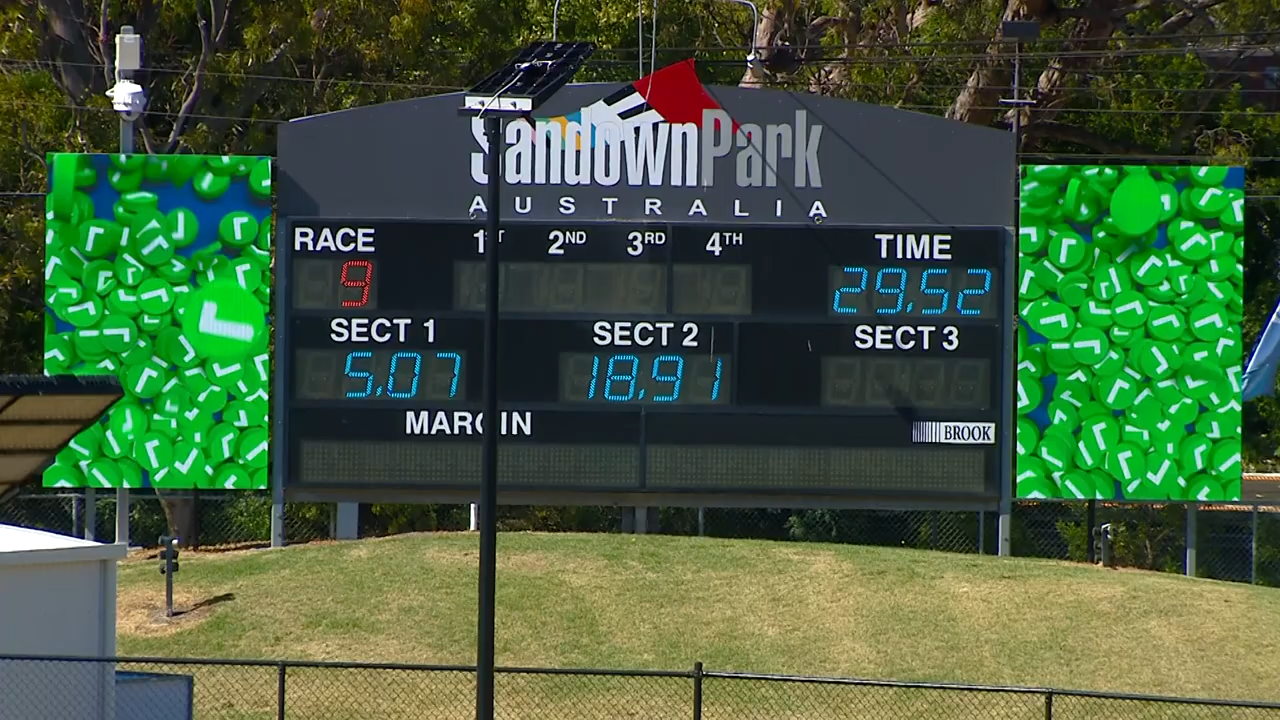 SandownPark
AUSTRALIA
RACE 1ST 2ND 3RD 4TH TIME
9 29.52
SECT 1 SECT 2 SECT 3
5.07 18.91
MARGIN
BROOK